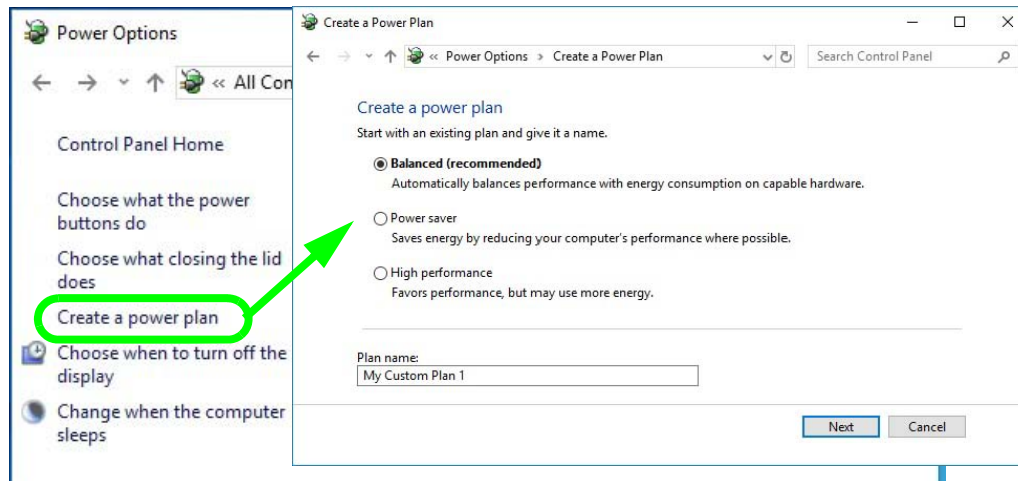 Power Options
« All Con
Control Panel Home
Choose what the power
buttons do
Choose what closing the lid
does
Create a power plan
Choose when to turn off the
display
Change when the computer
sleeps
Create a Power Plan
« Power Options > Create a Power Plan
Search Control Panel
Create a power plan
Start with an existing plan and give it a name.
Balanced (recommended)
Automatically balances performance with energy consumption on capable hardware.
Power saver
Saves energy by reducing your computer's performance where possible.
High performance
Favors performance, but may use more energy.
Plan name:
My Custom Plan 1
Next Cancel